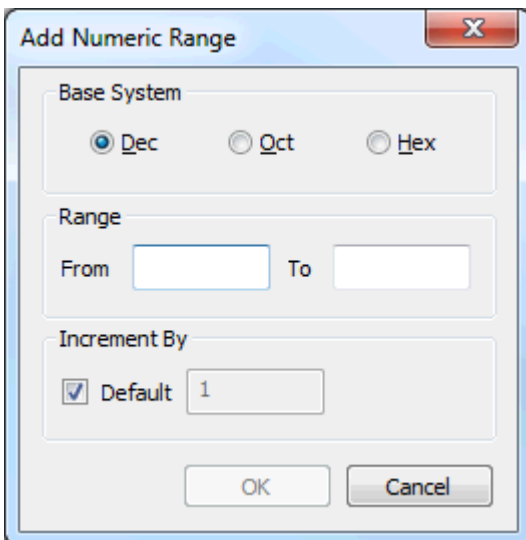 Add Numeric Range
Base System
Dec Oct Hex
Range
From To
Increment By
Default 1
OK Cancel